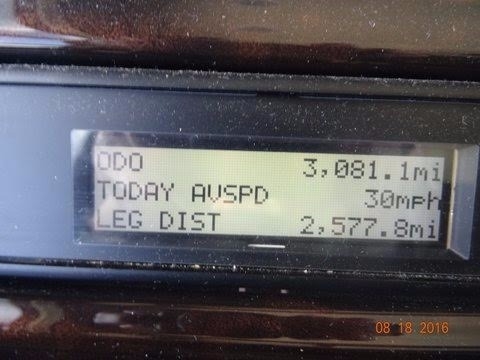 ODO 3,081.1mi
TODAY AVSPD 30mph
LEG DIST 2,577.8mi
08 18 2016